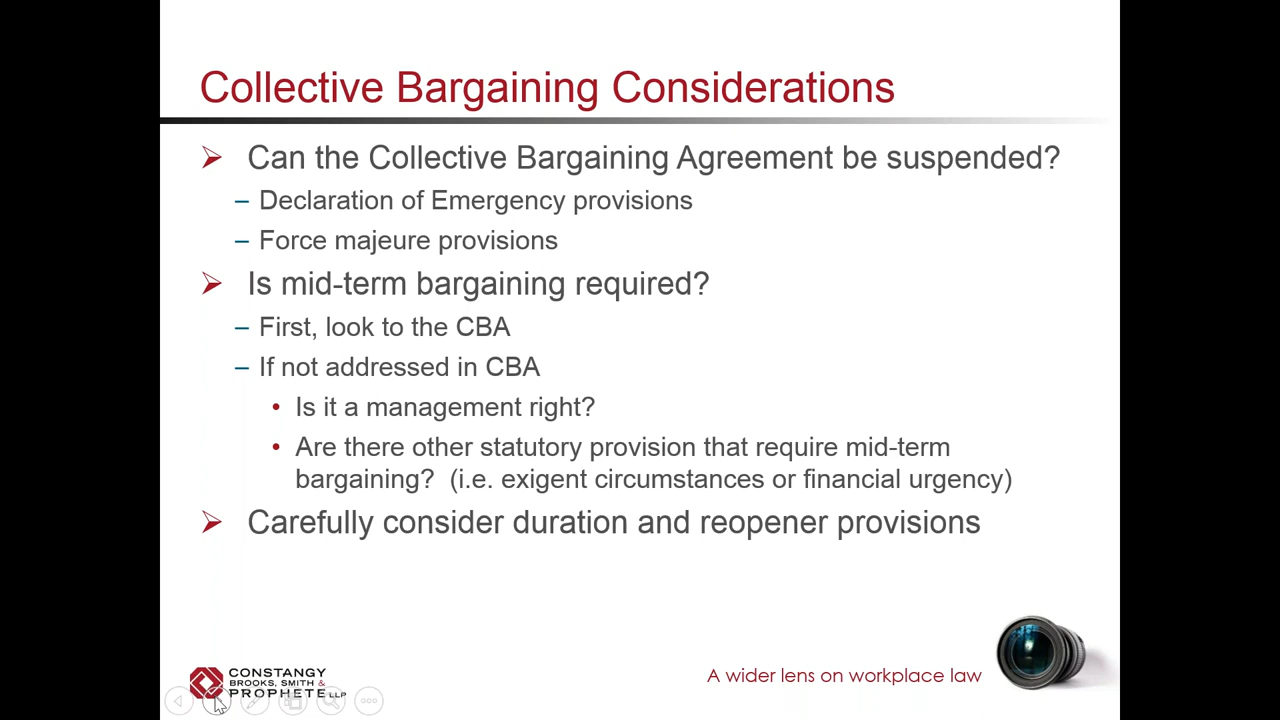 Collective Bargaining Considerations
Can the Collective Bargaining Agreement be suspended?
– Declaration of Emergency provisions
– Force majeure provisions
Is mid-term bargaining required?
– First, look to the CBA
– If not addressed in CBA
• Is it a management right?
• Are there other statutory provision that require mid-term
bargaining? (i.e. exigent circumstances or financial urgency)
Carefully consider duration and reopener provisions
CONSTANGY
BROOKS, SMITH &
PROPHETE LLP
A wider lens on workplace law